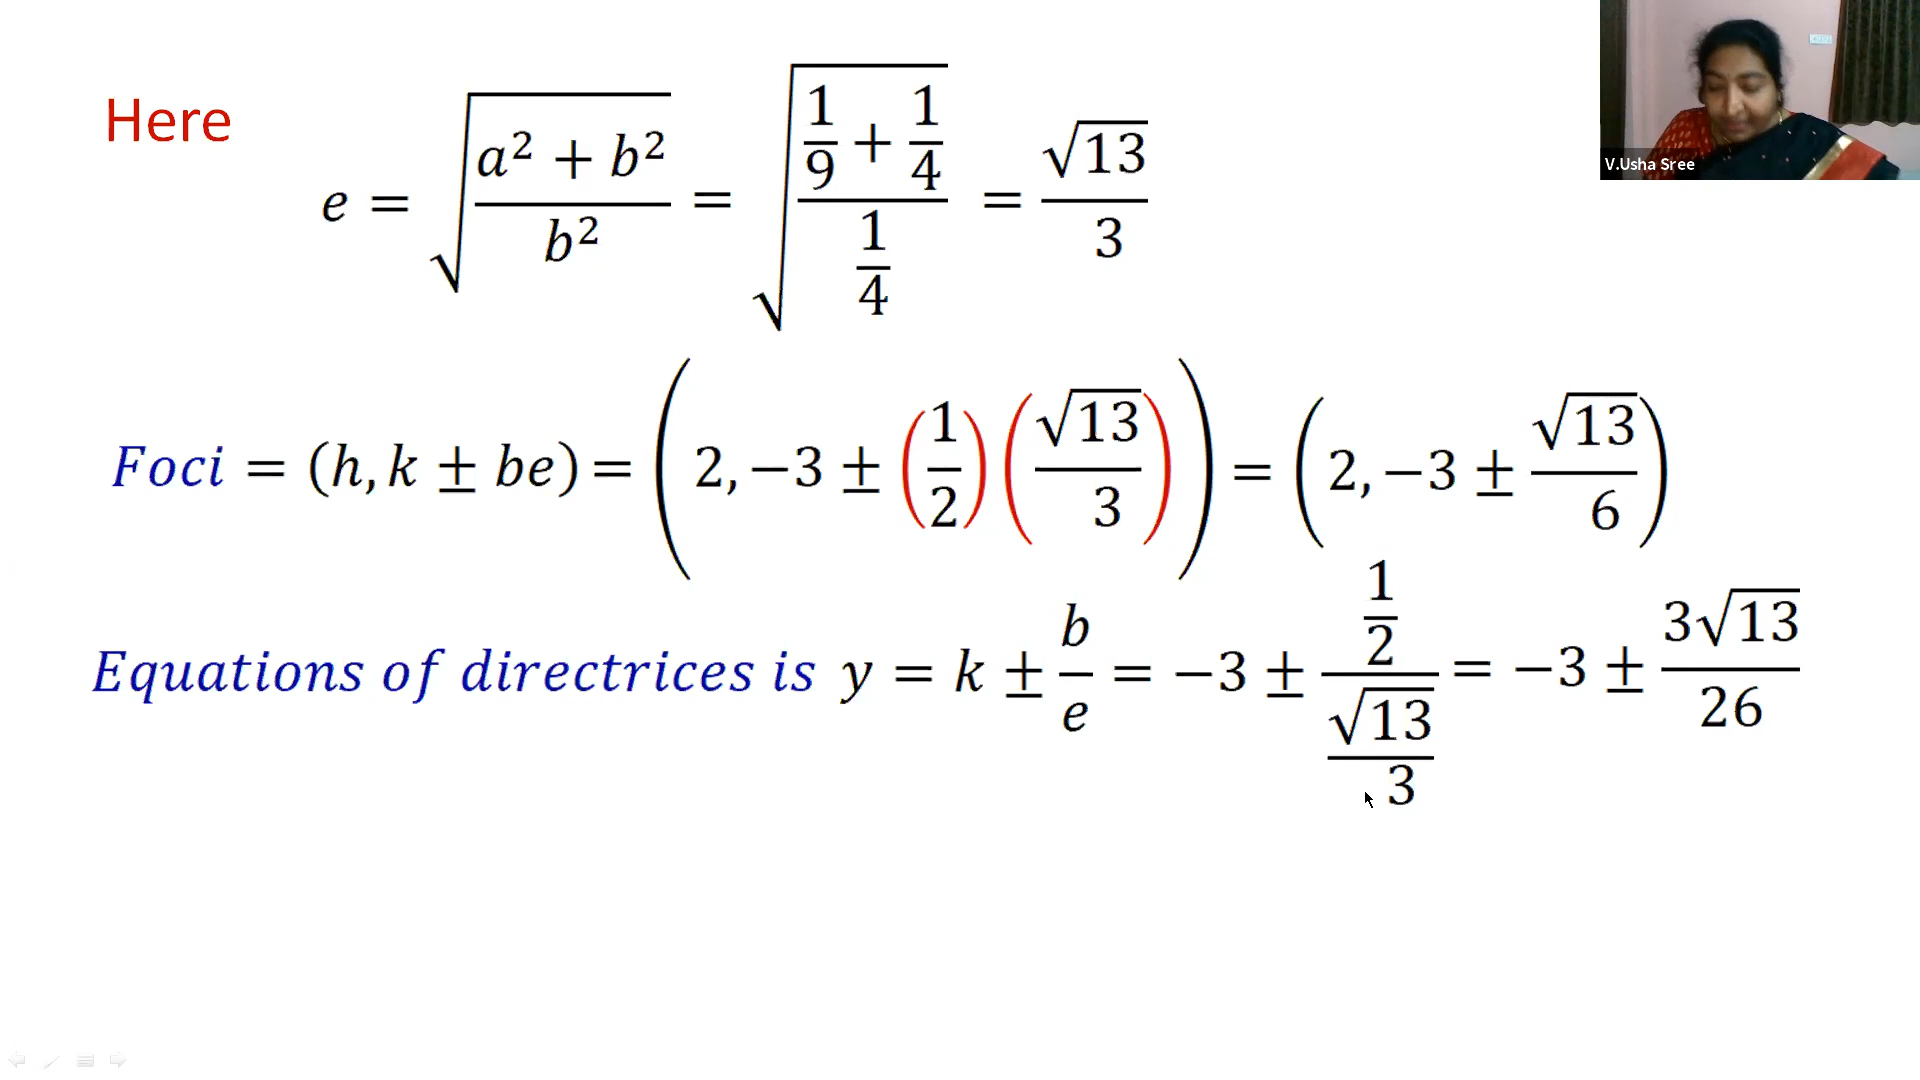 Here
e = √((a² + b²)/b²) = √((1/9 + 1/4)/(1/4)) = √13/3
Foci = (h, k ± be) = (2, −3 ± (1/2)(√13/3)) = (2, −3 ± √13/6)
Equations of directrices is y = k ± b/e = −3 ± (1/2)/(√13/3) = −3 ± 3√13/26
V.Usha Sree